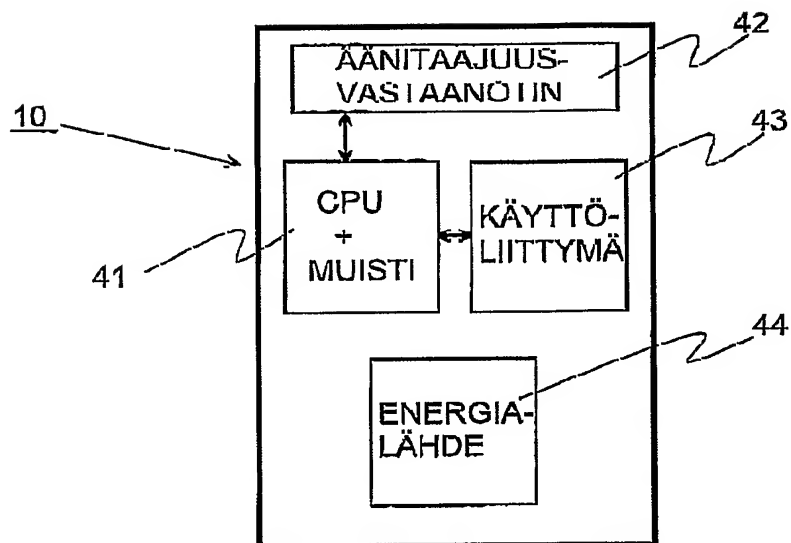 ÄÄNITAAJUUS-
VASTAANOTIN
42
10
43
CPU
+
MUISTI
KÄYTTÖ-
LIITTYMÄ
41
44
ENERGIA-
LÄHDE